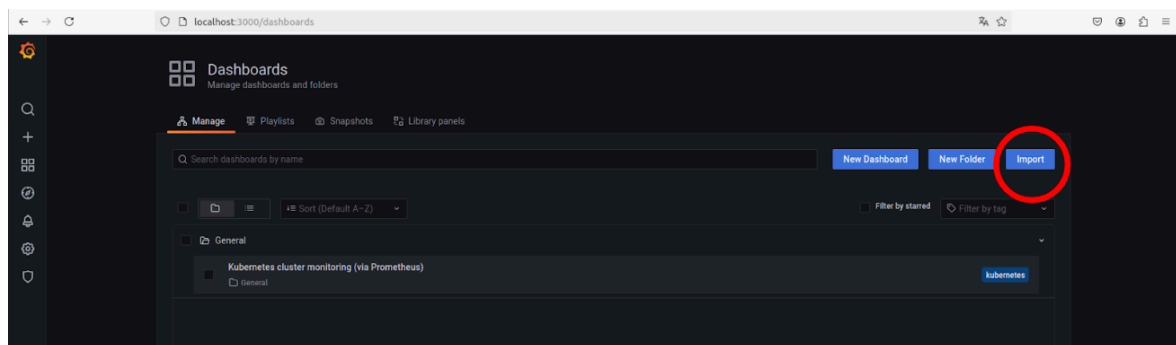 localhost:3000/dashboards
Dashboards
Manage dashboards and folders
Manage Playlists Snapshots Library panels
Search dashboards by name New Dashboard New Folder Import
Sort (Default A–Z) Filter by starred Filter by tag
General
Kubernetes cluster monitoring (via Prometheus)
General kubernetes